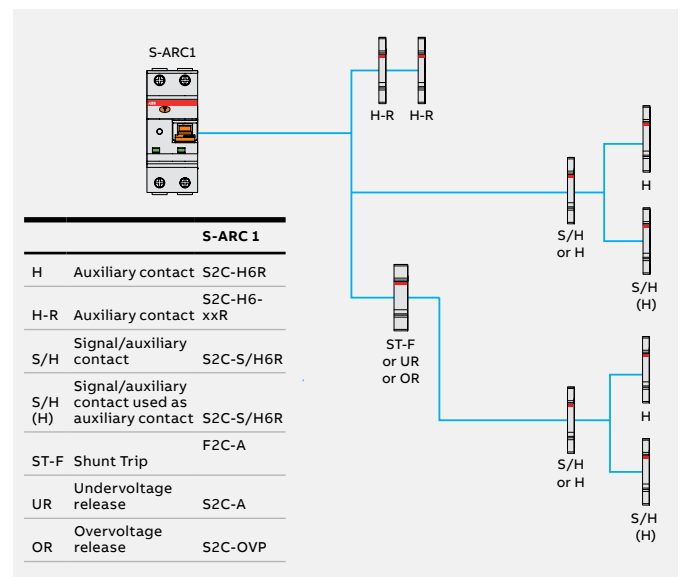 S-ARC1
H-R H-R
H
S/H
or H
S/H
(H)
ST-F
or UR
or OR
H
S/H
or H
S/H
(H)
S-ARC 1
H Auxiliary contact S2C-H6R
H-R Auxiliary contact S2C-H6-
xxR
S/H Signal/auxiliary
contact S2C-S/H6R
S/H
(H) Signal/auxiliary
contact used as
auxiliary contact S2C-S/H6R
ST-F Shunt Trip F2C-A
UR Undervoltage
release S2C-A
OR Overvoltage
release S2C-OVP